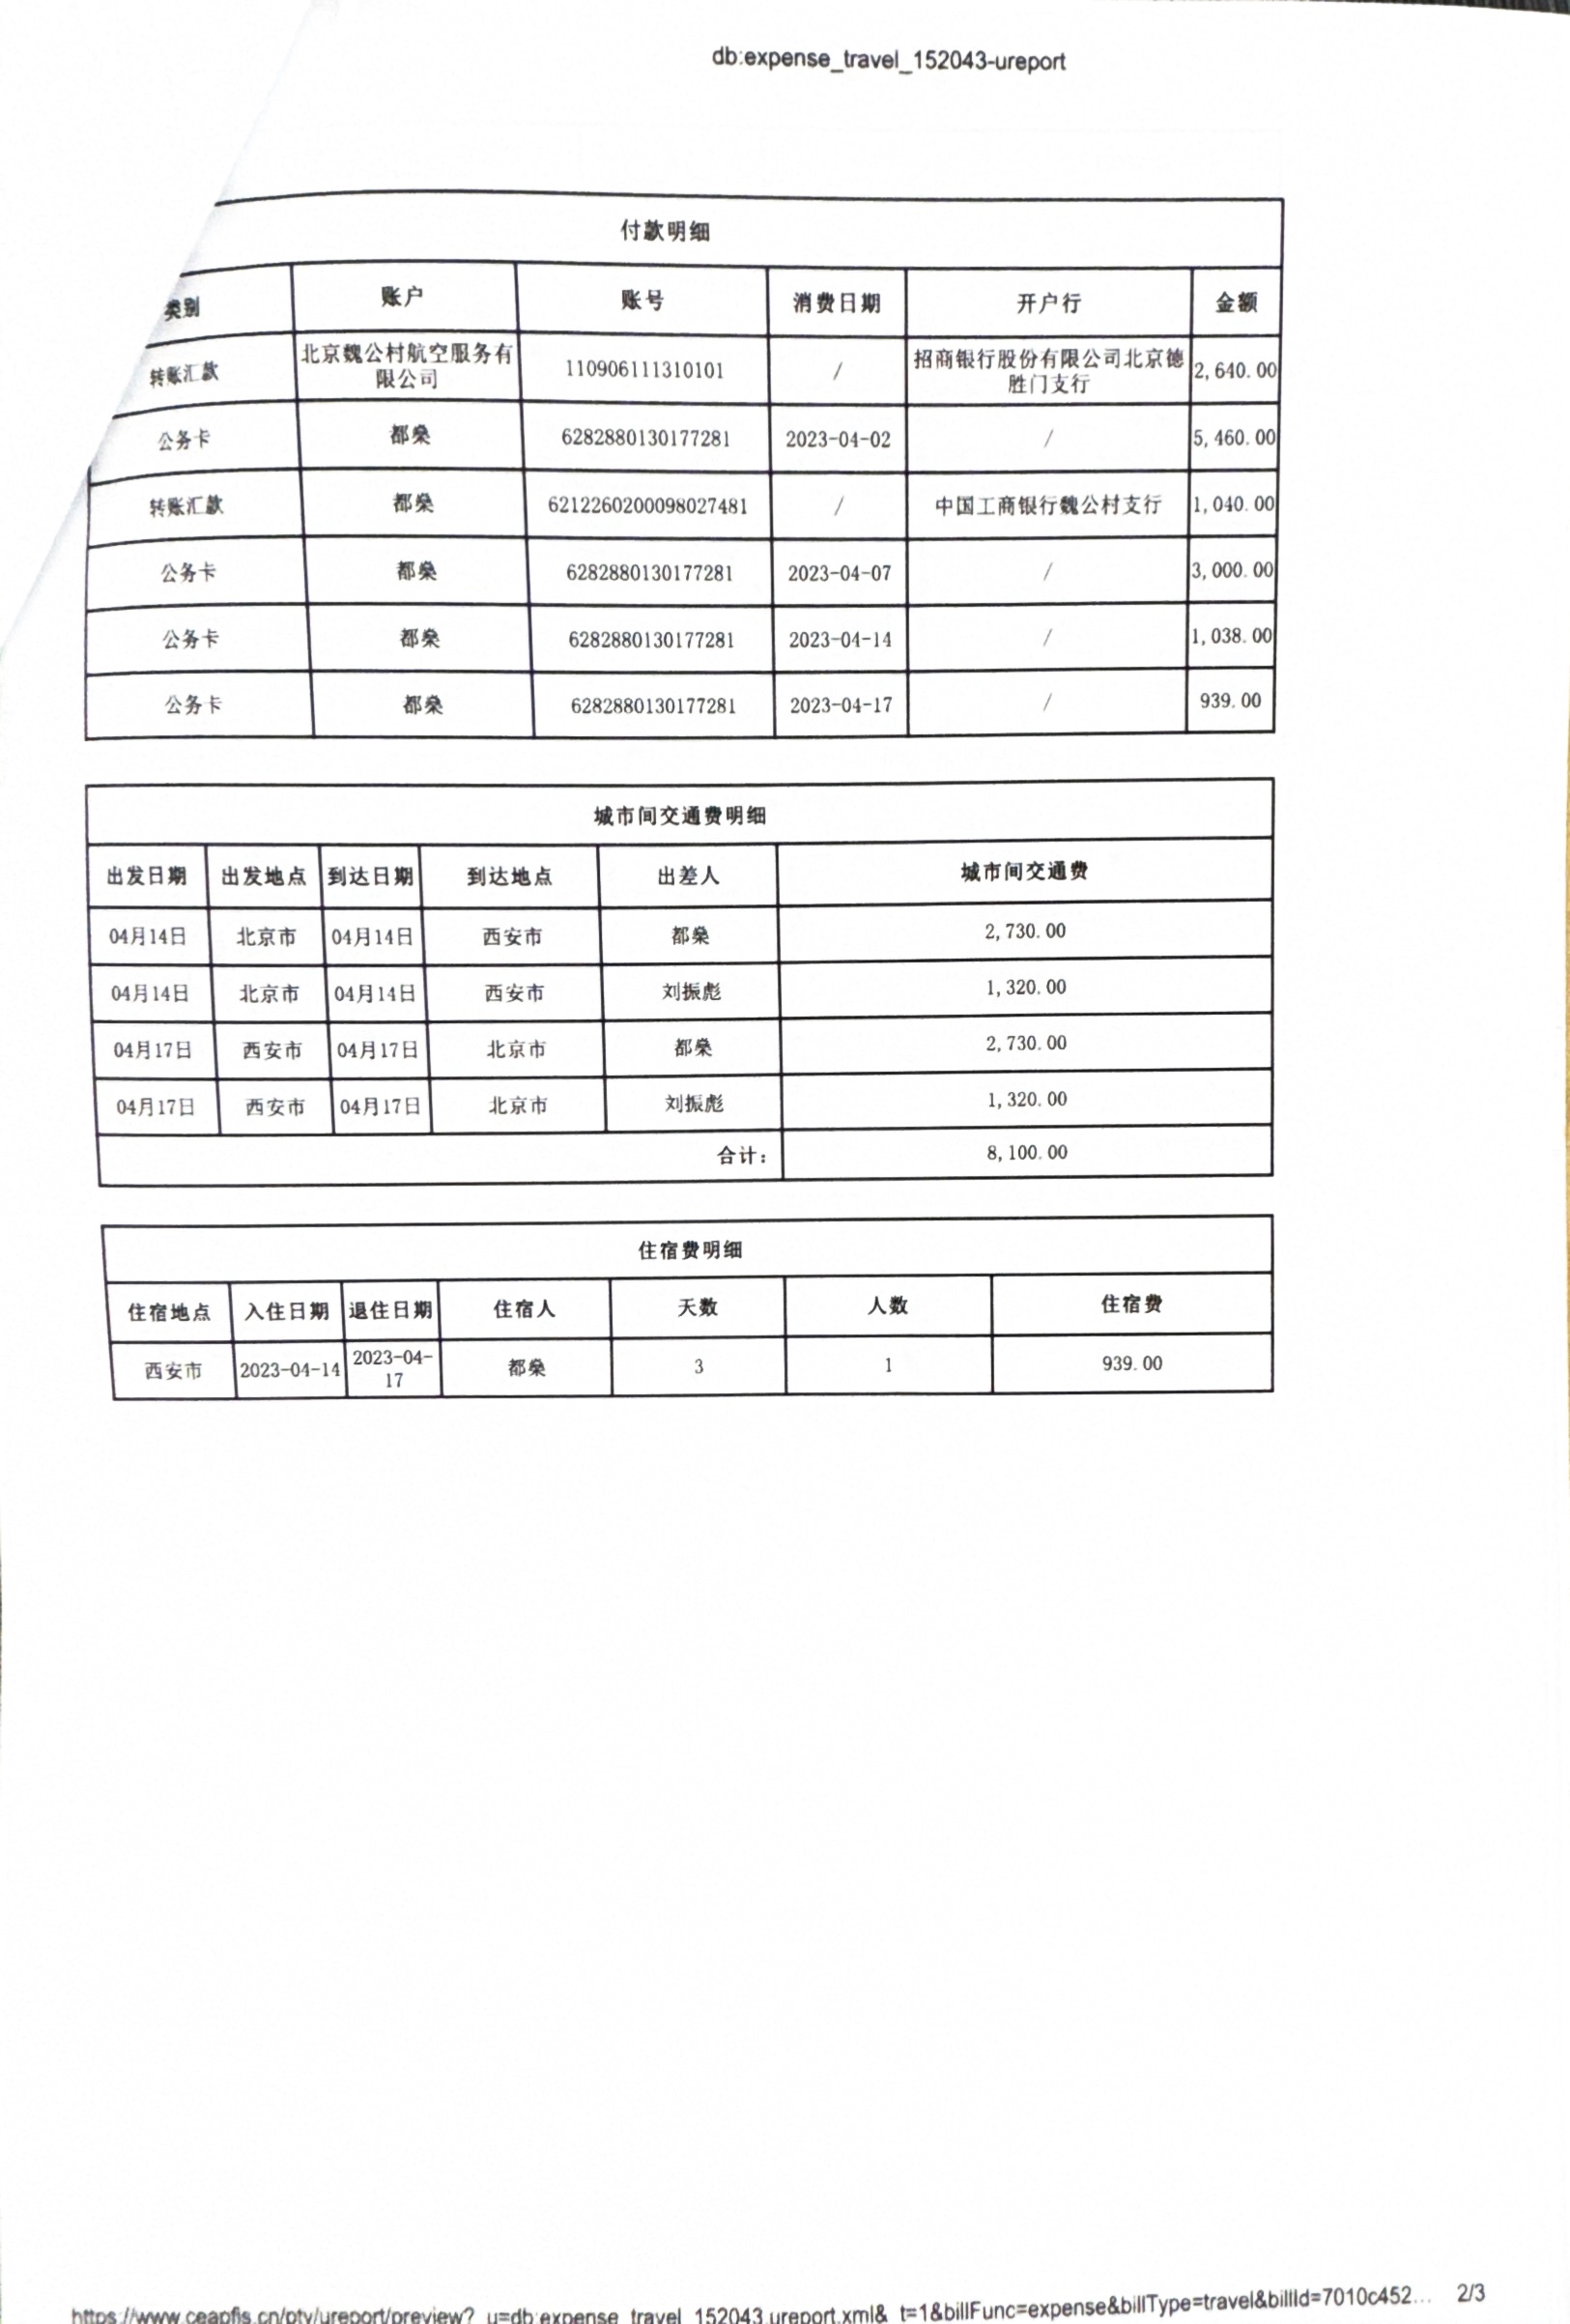 db:expense_travel_152043-ureport
付款明细
类别 账户 账号 消费日期 开户行 金额
转账汇款 北京魏公村航空服务有限公司 110906111310101 / 招商银行股份有限公司北京德胜门支行 2,640.00
公务卡 都燊 6282880130177281 2023-04-02 / 5,460.00
转账汇款 都燊 6212260200098027481 / 中国工商银行魏公村支行 1,040.00
公务卡 都燊 6282880130177281 2023-04-07 / 3,000.00
公务卡 都燊 6282880130177281 2023-04-14 / 1,038.00
公务卡 都燊 6282880130177281 2023-04-17 / 939.00
城市间交通费明细
出发日期 出发地点 到达日期 到达地点 出差人 城市间交通费
04月14日 北京市 04月14日 西安市 都燊 2,730.00
04月14日 北京市 04月14日 西安市 刘振彪 1,320.00
04月17日 西安市 04月17日 北京市 都燊 2,730.00
04月17日 西安市 04月17日 北京市 刘振彪 1,320.00
合计: 8,100.00
住宿费明细
住宿地点 入住日期 退住日期 住宿人 天数 人数 住宿费
西安市 2023-04-14 2023-04-17 都燊 3 1 939.00
https://www.ceapfis.cn/pty/ureport/preview?_u=db:expense_travel_152043.ureport.xml&_t=1&billFunc=expense&billType=travel&billId=7010c452... 2/3